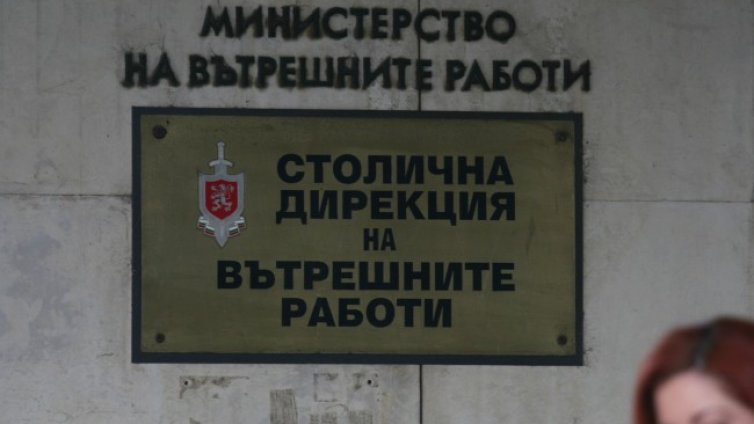 МИНИСТЕРСТВО
НА ВЪТРЕШНИТЕ РАБОТИ
СТОЛИЧНА
ДИРЕКЦИЯ
НА
ВЪТРЕШНИТЕ
РАБОТИ